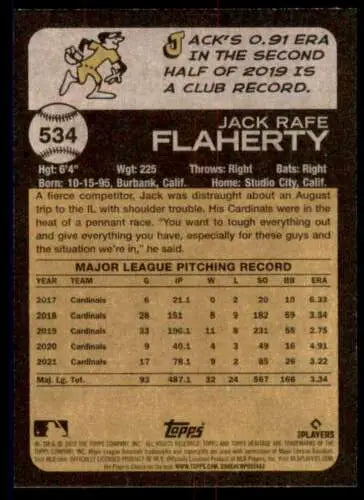 JACK'S 0.91 ERA
IN THE SECOND
HALF OF 2019 IS
A CLUB RECORD.
534
JACK RAFE
FLAHERTY
Hgt: 6'4" Wgt: 225 Throws: Right Bats: Right
Born: 10-15-95, Burbank, Calif. Home: Studio City, Calif.
A fierce competitor, Jack was distraught about an August
trip to the IL with shoulder trouble. His Cardinals were in the
heat of a pennant race. "You want to tough everything out
and give everything you have, especially for these guys and
the situation we're in," he said.
MAJOR LEAGUE PITCHING RECORD
YEAR TEAM G IP W L SO BB ERA
2017 Cardinals 6 21.1 0 2 20 10 6.33
2018 Cardinals 28 151 8 9 182 59 3.34
2019 Cardinals 33 196.1 11 8 231 55 2.75
2020 Cardinals 9 40.1 4 3 49 16 4.91
2021 Cardinals 17 78.1 9 2 85 26 3.22
Maj. Lg. Tot. 93 487.1 32 24 567 166 3.34
Topps
PLAYERS